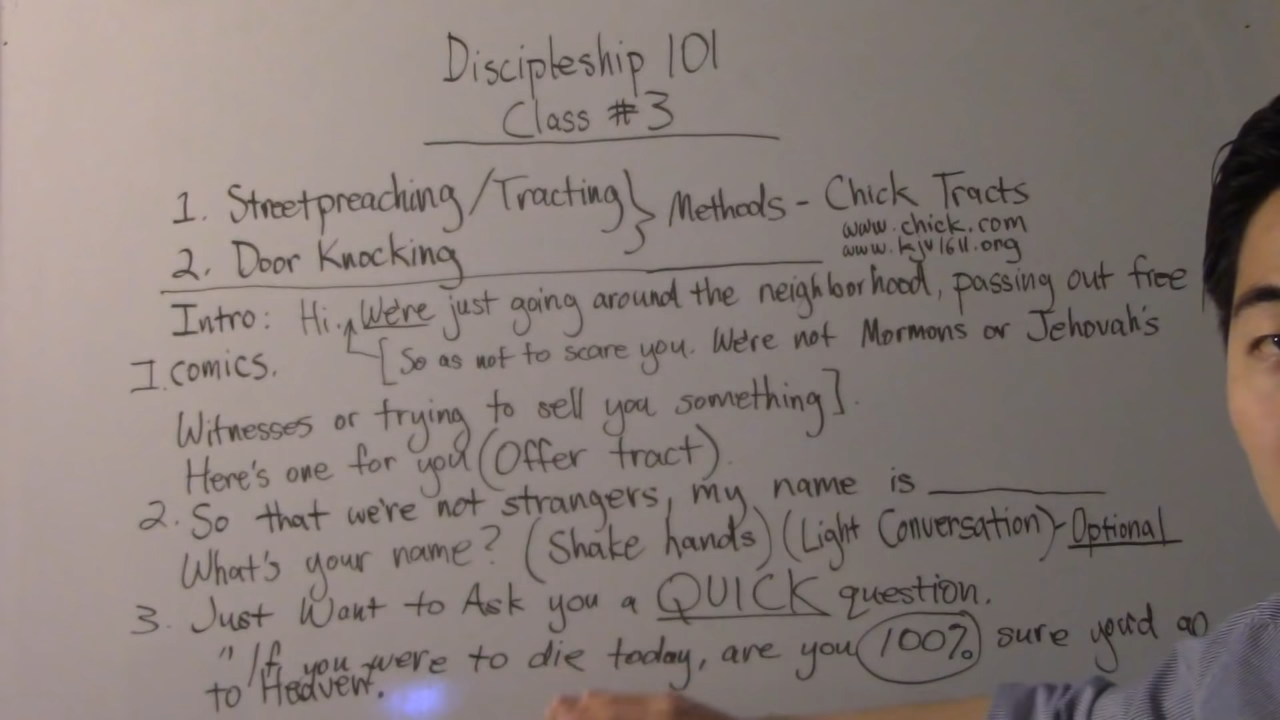 Discipleship 101
Class #3
1. Streetpreaching/Tracting } Methods - Chick Tracts
www.chick.com
2. Door Knocking
www.kjv1611.org
Intro: Hi. We're just going around the neighborhood, passing out free
[So as not to scare you. We're not Mormons or Jehovah's
I. comics.
Witnesses or trying to sell you something].
Here's one for you (Offer tract).
2. So that we're not strangers, my name is ________
What's your name? (Shake hands) (Light Conversation)-Optional
3. Just Want to Ask you a QUICK question.
"If you were to die today, are you 100% sure you'd go
to Heaven.